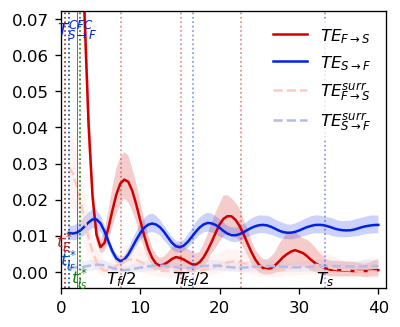 0.07
0.06
0.05
0.04
0.03
0.02
0.01
0.00
0
10
20
30
40
TE_{F→S}
TE_{S→F}
TE^{surr}_{F→S}
TE^{surr}_{S→F}
T_f/2
T_s/2
T_s